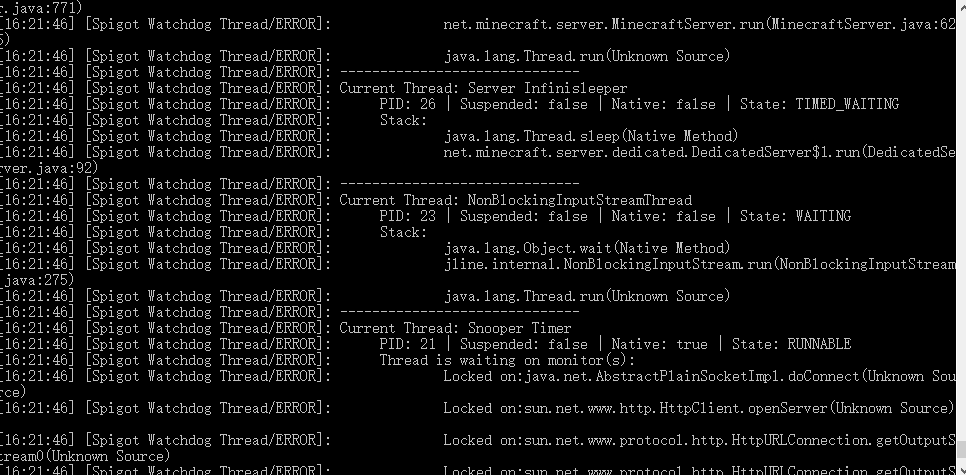 r.java:771)
[16:21:46] [Spigot Watchdog Thread/ERROR]: net.minecraft.server.MinecraftServer.run(MinecraftServer.java:62
5)
[16:21:46] [Spigot Watchdog Thread/ERROR]: java.lang.Thread.run(Unknown Source)
[16:21:46] [Spigot Watchdog Thread/ERROR]: ------------------------------
[16:21:46] [Spigot Watchdog Thread/ERROR]: Current Thread: Server Infinisleeper
[16:21:46] [Spigot Watchdog Thread/ERROR]: PID: 26 | Suspended: false | Native: false | State: TIMED_WAITING
[16:21:46] [Spigot Watchdog Thread/ERROR]: Stack:
[16:21:46] [Spigot Watchdog Thread/ERROR]: java.lang.Thread.sleep(Native Method)
[16:21:46] [Spigot Watchdog Thread/ERROR]: net.minecraft.server.dedicated.DedicatedServer$1.run(DedicatedSe
rver.java:92)
[16:21:46] [Spigot Watchdog Thread/ERROR]: ------------------------------
[16:21:46] [Spigot Watchdog Thread/ERROR]: Current Thread: NonBlockingInputStreamThread
[16:21:46] [Spigot Watchdog Thread/ERROR]: PID: 23 | Suspended: false | Native: false | State: WAITING
[16:21:46] [Spigot Watchdog Thread/ERROR]: Stack:
[16:21:46] [Spigot Watchdog Thread/ERROR]: java.lang.Object.wait(Native Method)
[16:21:46] [Spigot Watchdog Thread/ERROR]: jline.internal.NonBlockingInputStream.run(NonBlockingInputStream
.java:275)
[16:21:46] [Spigot Watchdog Thread/ERROR]: java.lang.Thread.run(Unknown Source)
[16:21:46] [Spigot Watchdog Thread/ERROR]: ------------------------------
[16:21:46] [Spigot Watchdog Thread/ERROR]: Current Thread: Snooper Timer
[16:21:46] [Spigot Watchdog Thread/ERROR]: PID: 21 | Suspended: false | Native: true | State: RUNNABLE
[16:21:46] [Spigot Watchdog Thread/ERROR]: Thread is waiting on monitor(s):
[16:21:46] [Spigot Watchdog Thread/ERROR]: Locked on:java.net.AbstractPlainSocketImpl.doConnect(Unknown Sou
rce)
[16:21:46] [Spigot Watchdog Thread/ERROR]: Locked on:sun.net.www.http.HttpClient.openServer(Unknown Source)
[16:21:46] [Spigot Watchdog Thread/ERROR]: Locked on:sun.net.www.protocol.http.HttpURLConnection.getOutputS
tream0(Unknown Source)
[16:21:46] [Spigot Watchdog Thread/ERROR]: Locked on:sun.net.www.protocol.http.HttpURLConnection.getOutputS